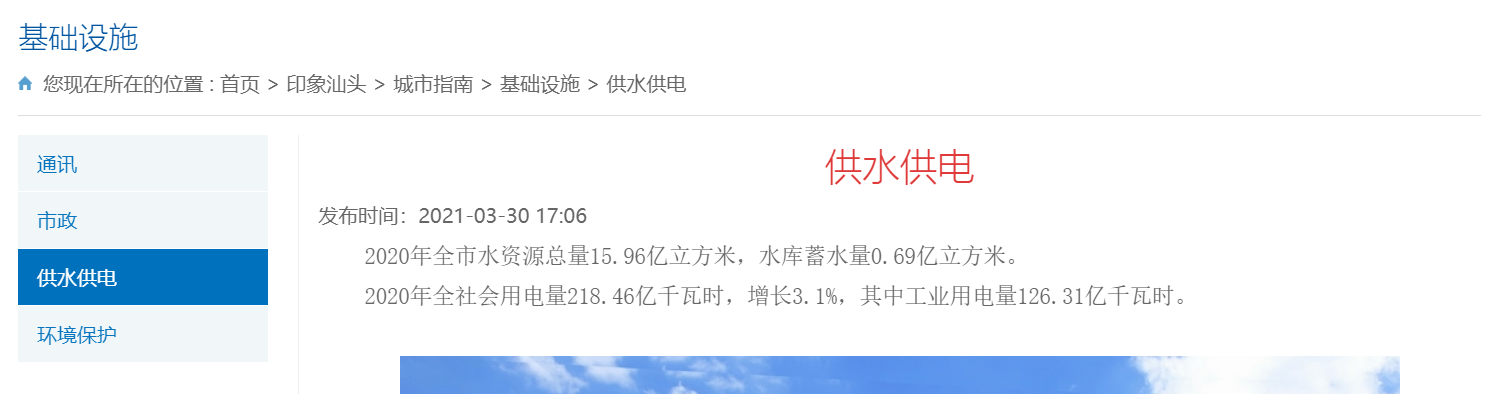 基础设施
您现在所在的位置 : 首页 > 印象汕头 > 城市指南 > 基础设施 > 供水供电
通讯
市政
供水供电
环境保护
供水供电
发布时间：2021-03-30 17:06
2020年全市水资源总量15.96亿立方米，水库蓄水量0.69亿立方米。
2020年全社会用电量218.46亿千瓦时，增长3.1%，其中工业用电量126.31亿千瓦时。